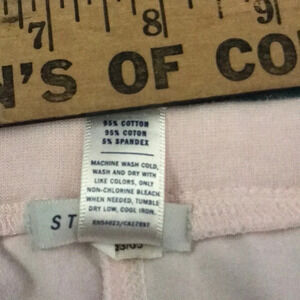 7 8 9
N'S OF CO
95% COTTON
95% COTON
5% SPANDEX
MACHINE WASH COLD,
WASH AND DRY WITH
LIKE COLORS, ONLY
NON-CHLORINE BLEACH
WHEN NEEDED, TUMBLE
DRY LOW, COOL IRON.
ST